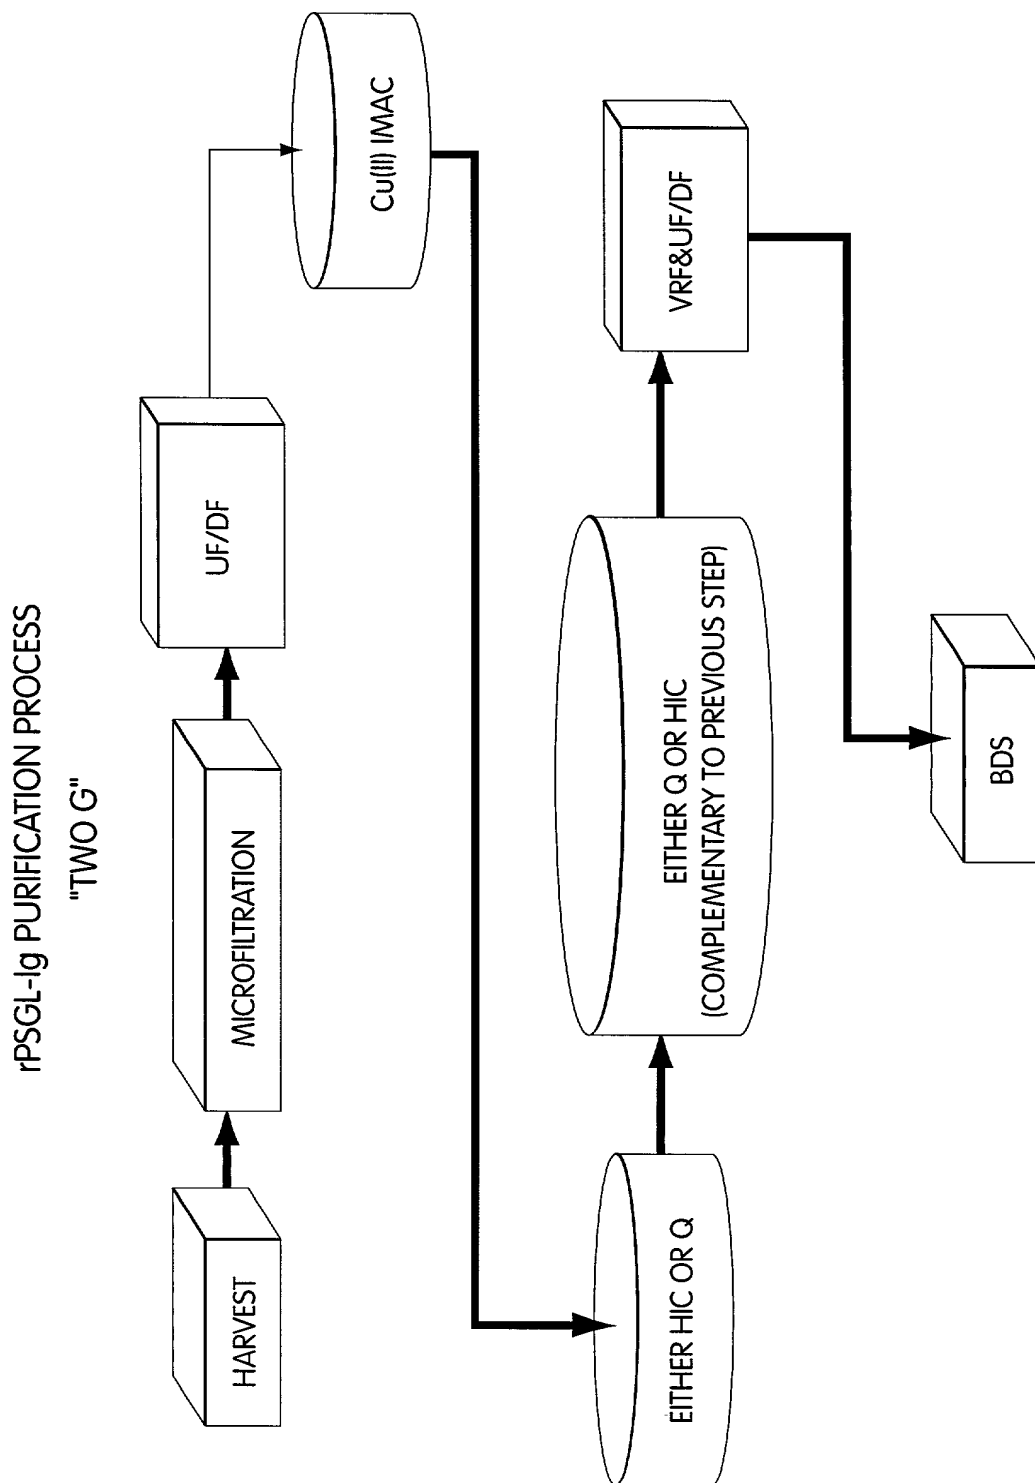 rPSGL-Ig PURIFICATION PROCESS
"TWO G"
HARVEST
MICROFILTRATION
UF/DF
Cu(II) IMAC
EITHER HIC OR Q
EITHER Q OR HIC
(COMPLEMENTARY TO PREVIOUS STEP)
VRF&UF/DF
BDS